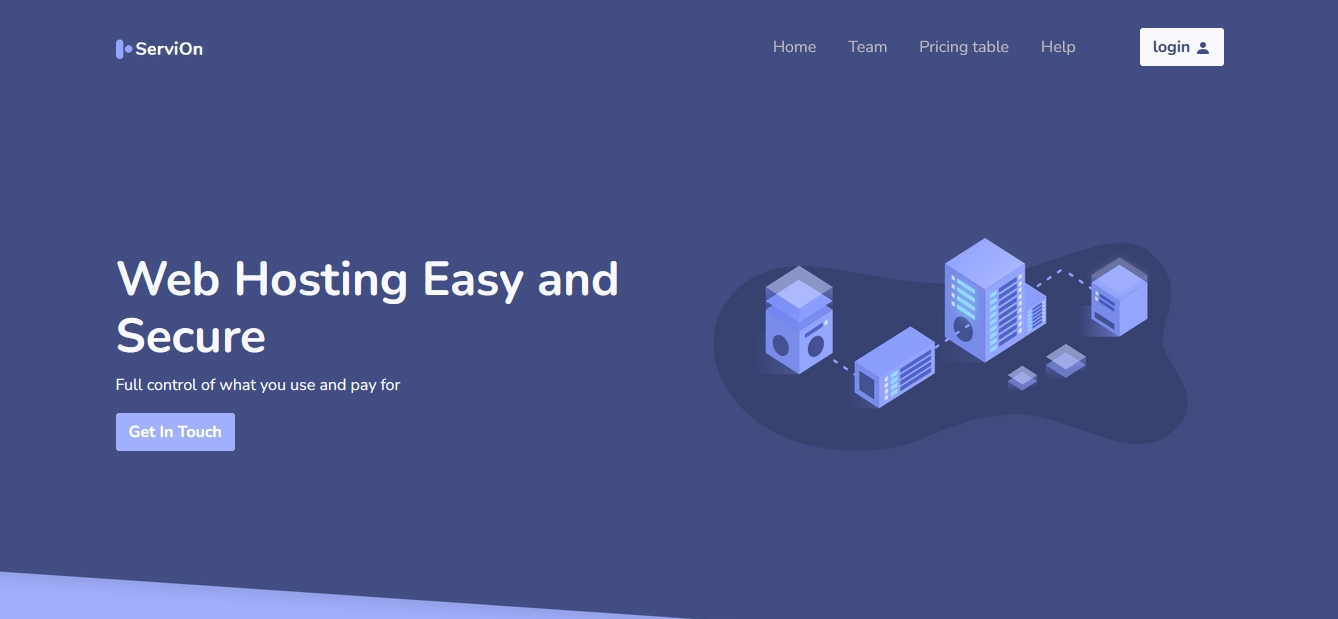 ServiOn
Home
Team
Pricing table
Help
login
Web Hosting Easy and
Secure
Full control of what you use and pay for
Get In Touch